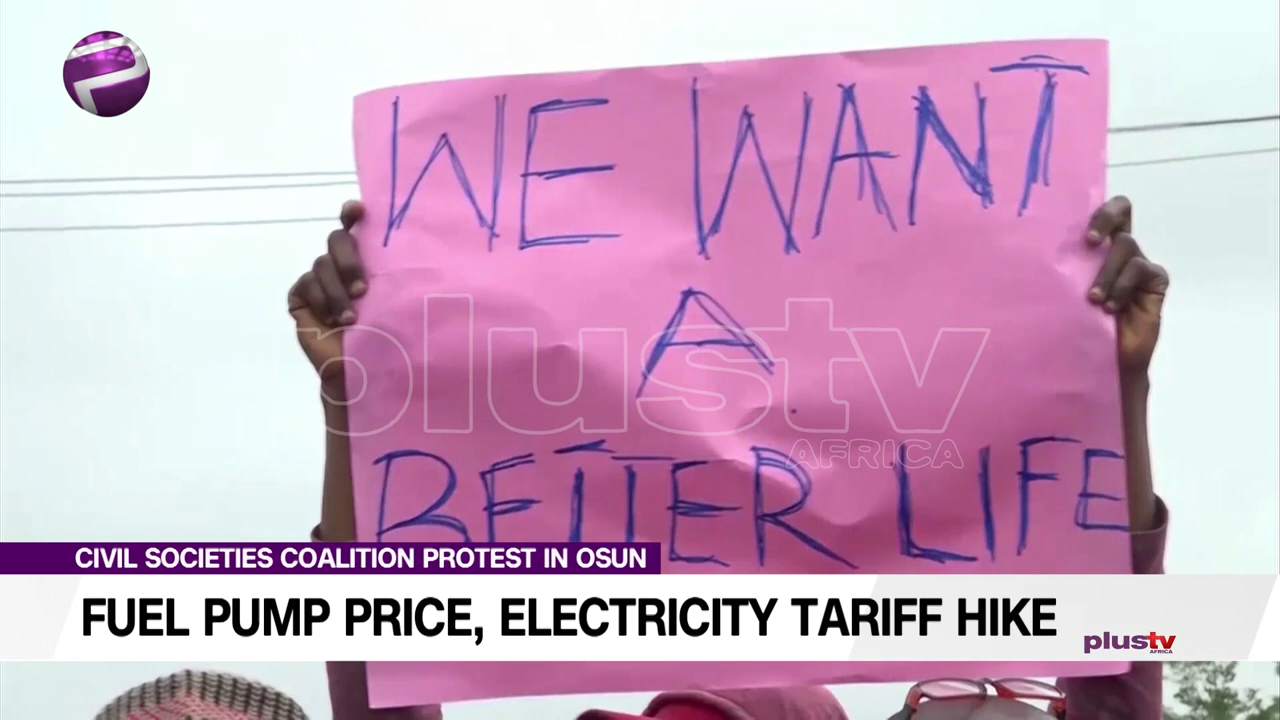 WE WANT
A
BETTER LIFE
plustv
AFRICA
CIVIL SOCIETIES COALITION PROTEST IN OSUN
FUEL PUMP PRICE, ELECTRICITY TARIFF HIKE
plustv
AFRICA